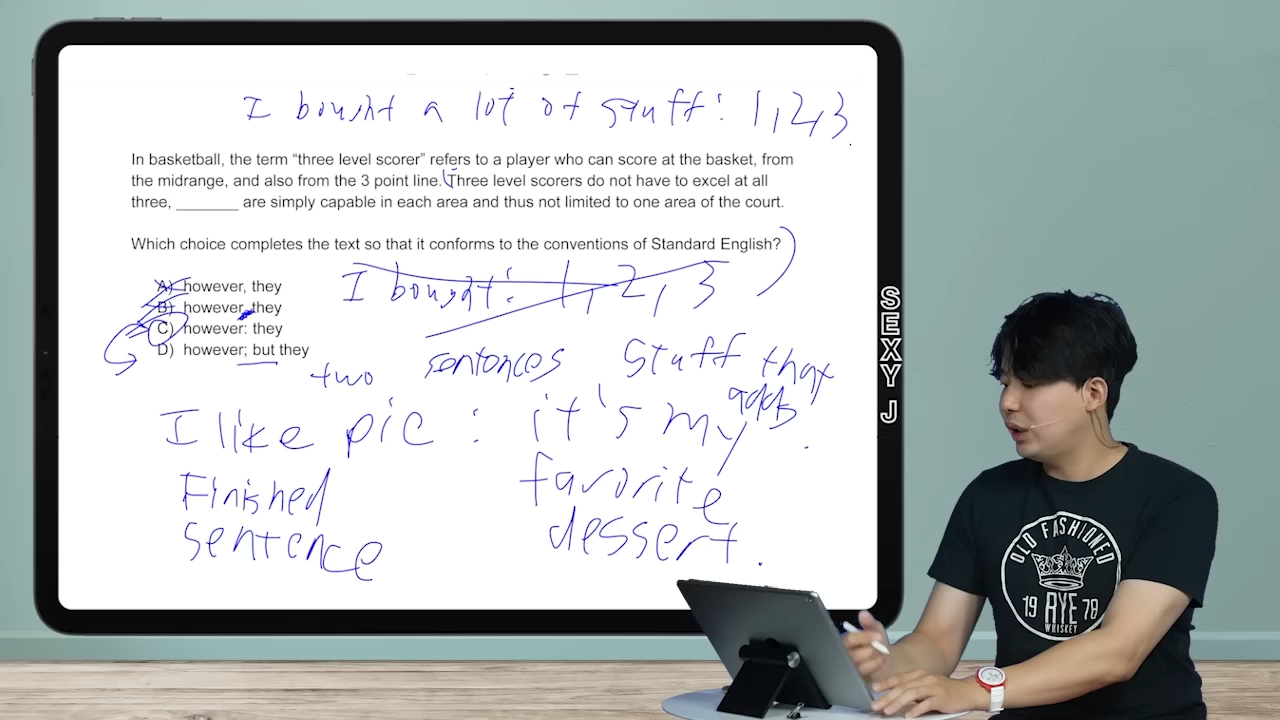 I bought a lot of stuff: 1, 2, 3.
In basketball, the term “three level scorer” refers to a player who can score at the basket, from
the midrange, and also from the 3 point line. Three level scorers do not have to excel at all
three, _______ are simply capable in each area and thus not limited to one area of the court.
Which choice completes the text so that it conforms to the conventions of Standard English?
A) however, they
B) however they
C) however: they
D) however; but they
I bought: 1, 2, 3
two sentences stuff that
adds
I like pic : it's my
favorite
dessert.
Finished
sentence
SEXY J
OLD FASHIONED
19 RYE 78
WHISKEY